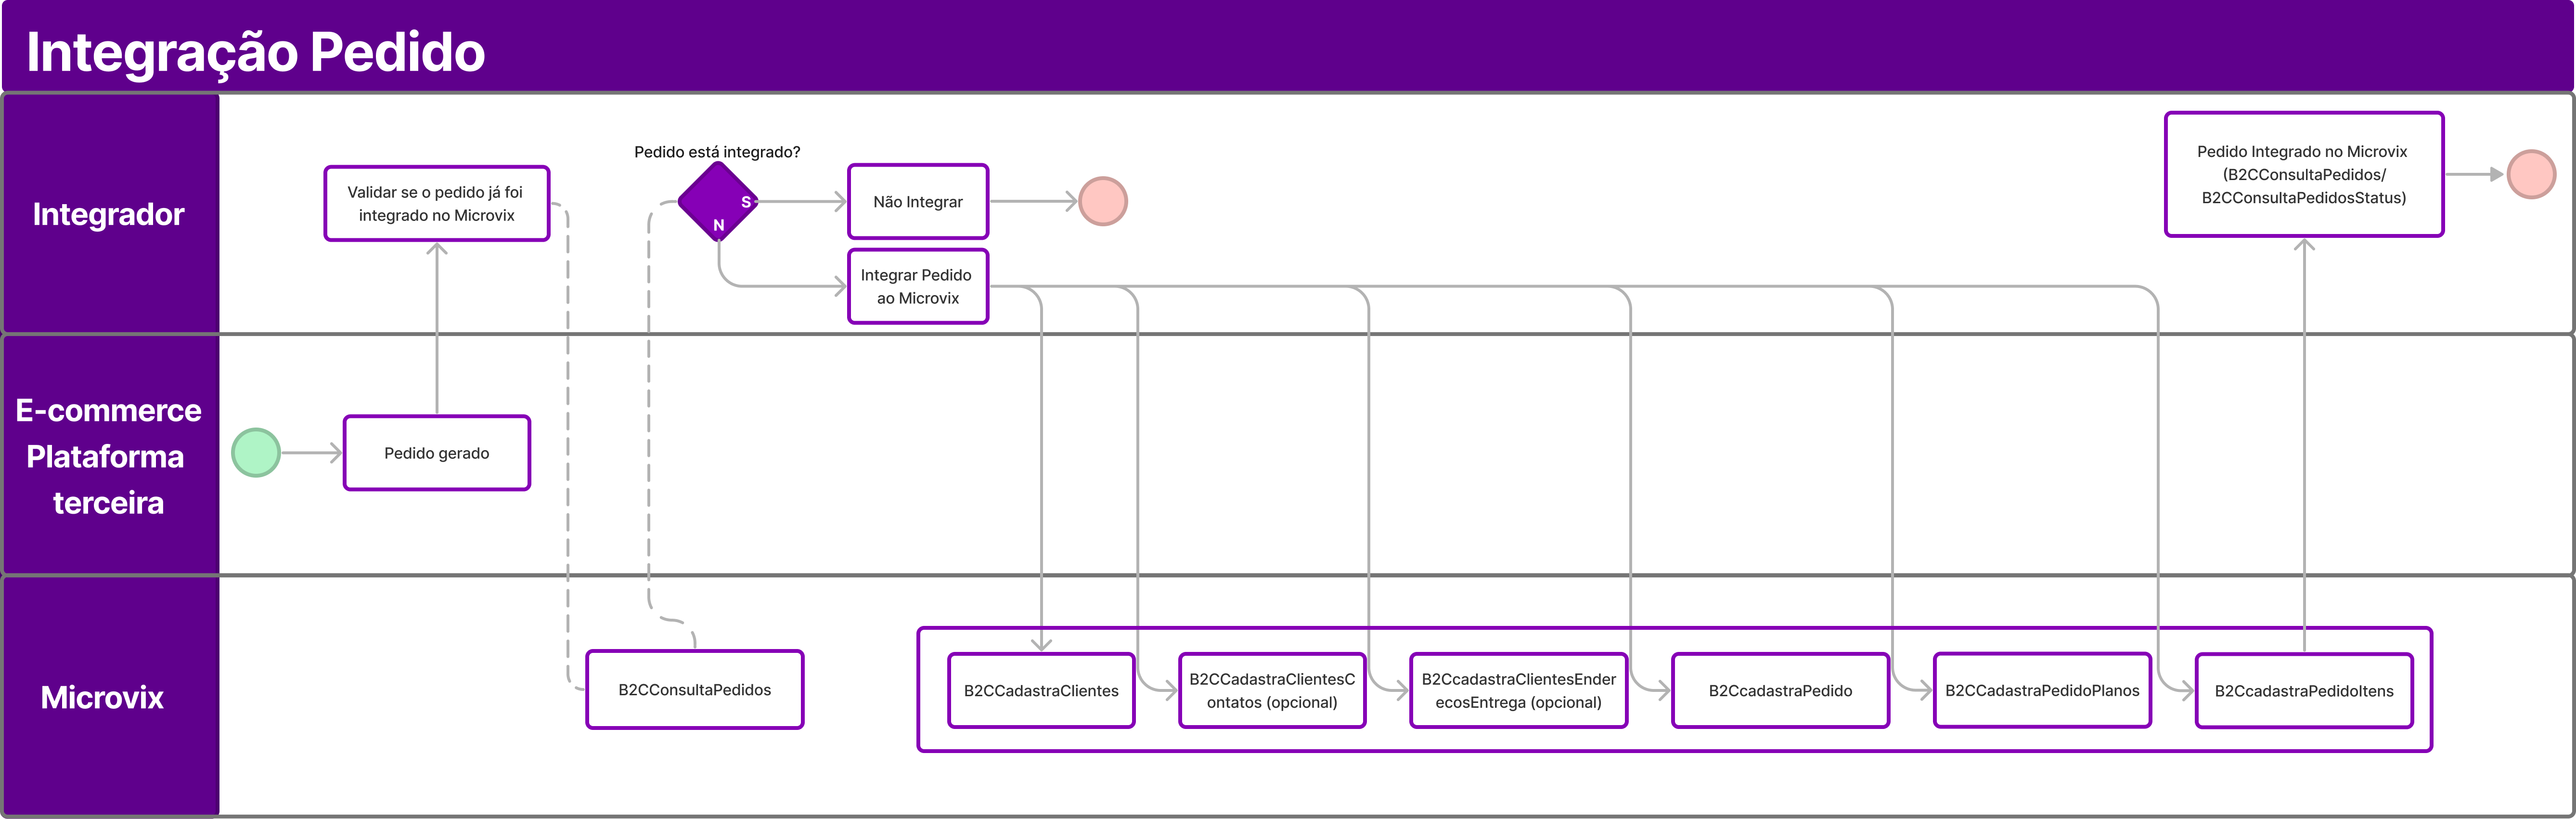 Integração Pedido
Integrador
Validar se o pedido já foi
integrado no Microvix
Pedido está integrado?
S
N
Não Integrar
Integrar Pedido
ao Microvix
Pedido Integrado no Microvix
(B2CConsultaPedidos/
B2CConsultaPedidosStatus)
E-commerce
Plataforma
terceira
Pedido gerado
Microvix
B2CConsultaPedidos
B2CCadastraClientes
B2CCadastraClientesC
ontatos (opcional)
B2CcadastraClientesEnder
ecosEntrega (opcional)
B2CcadastraPedido
B2CcadastraPedidoPlanos
B2CcadastraPedidoItens